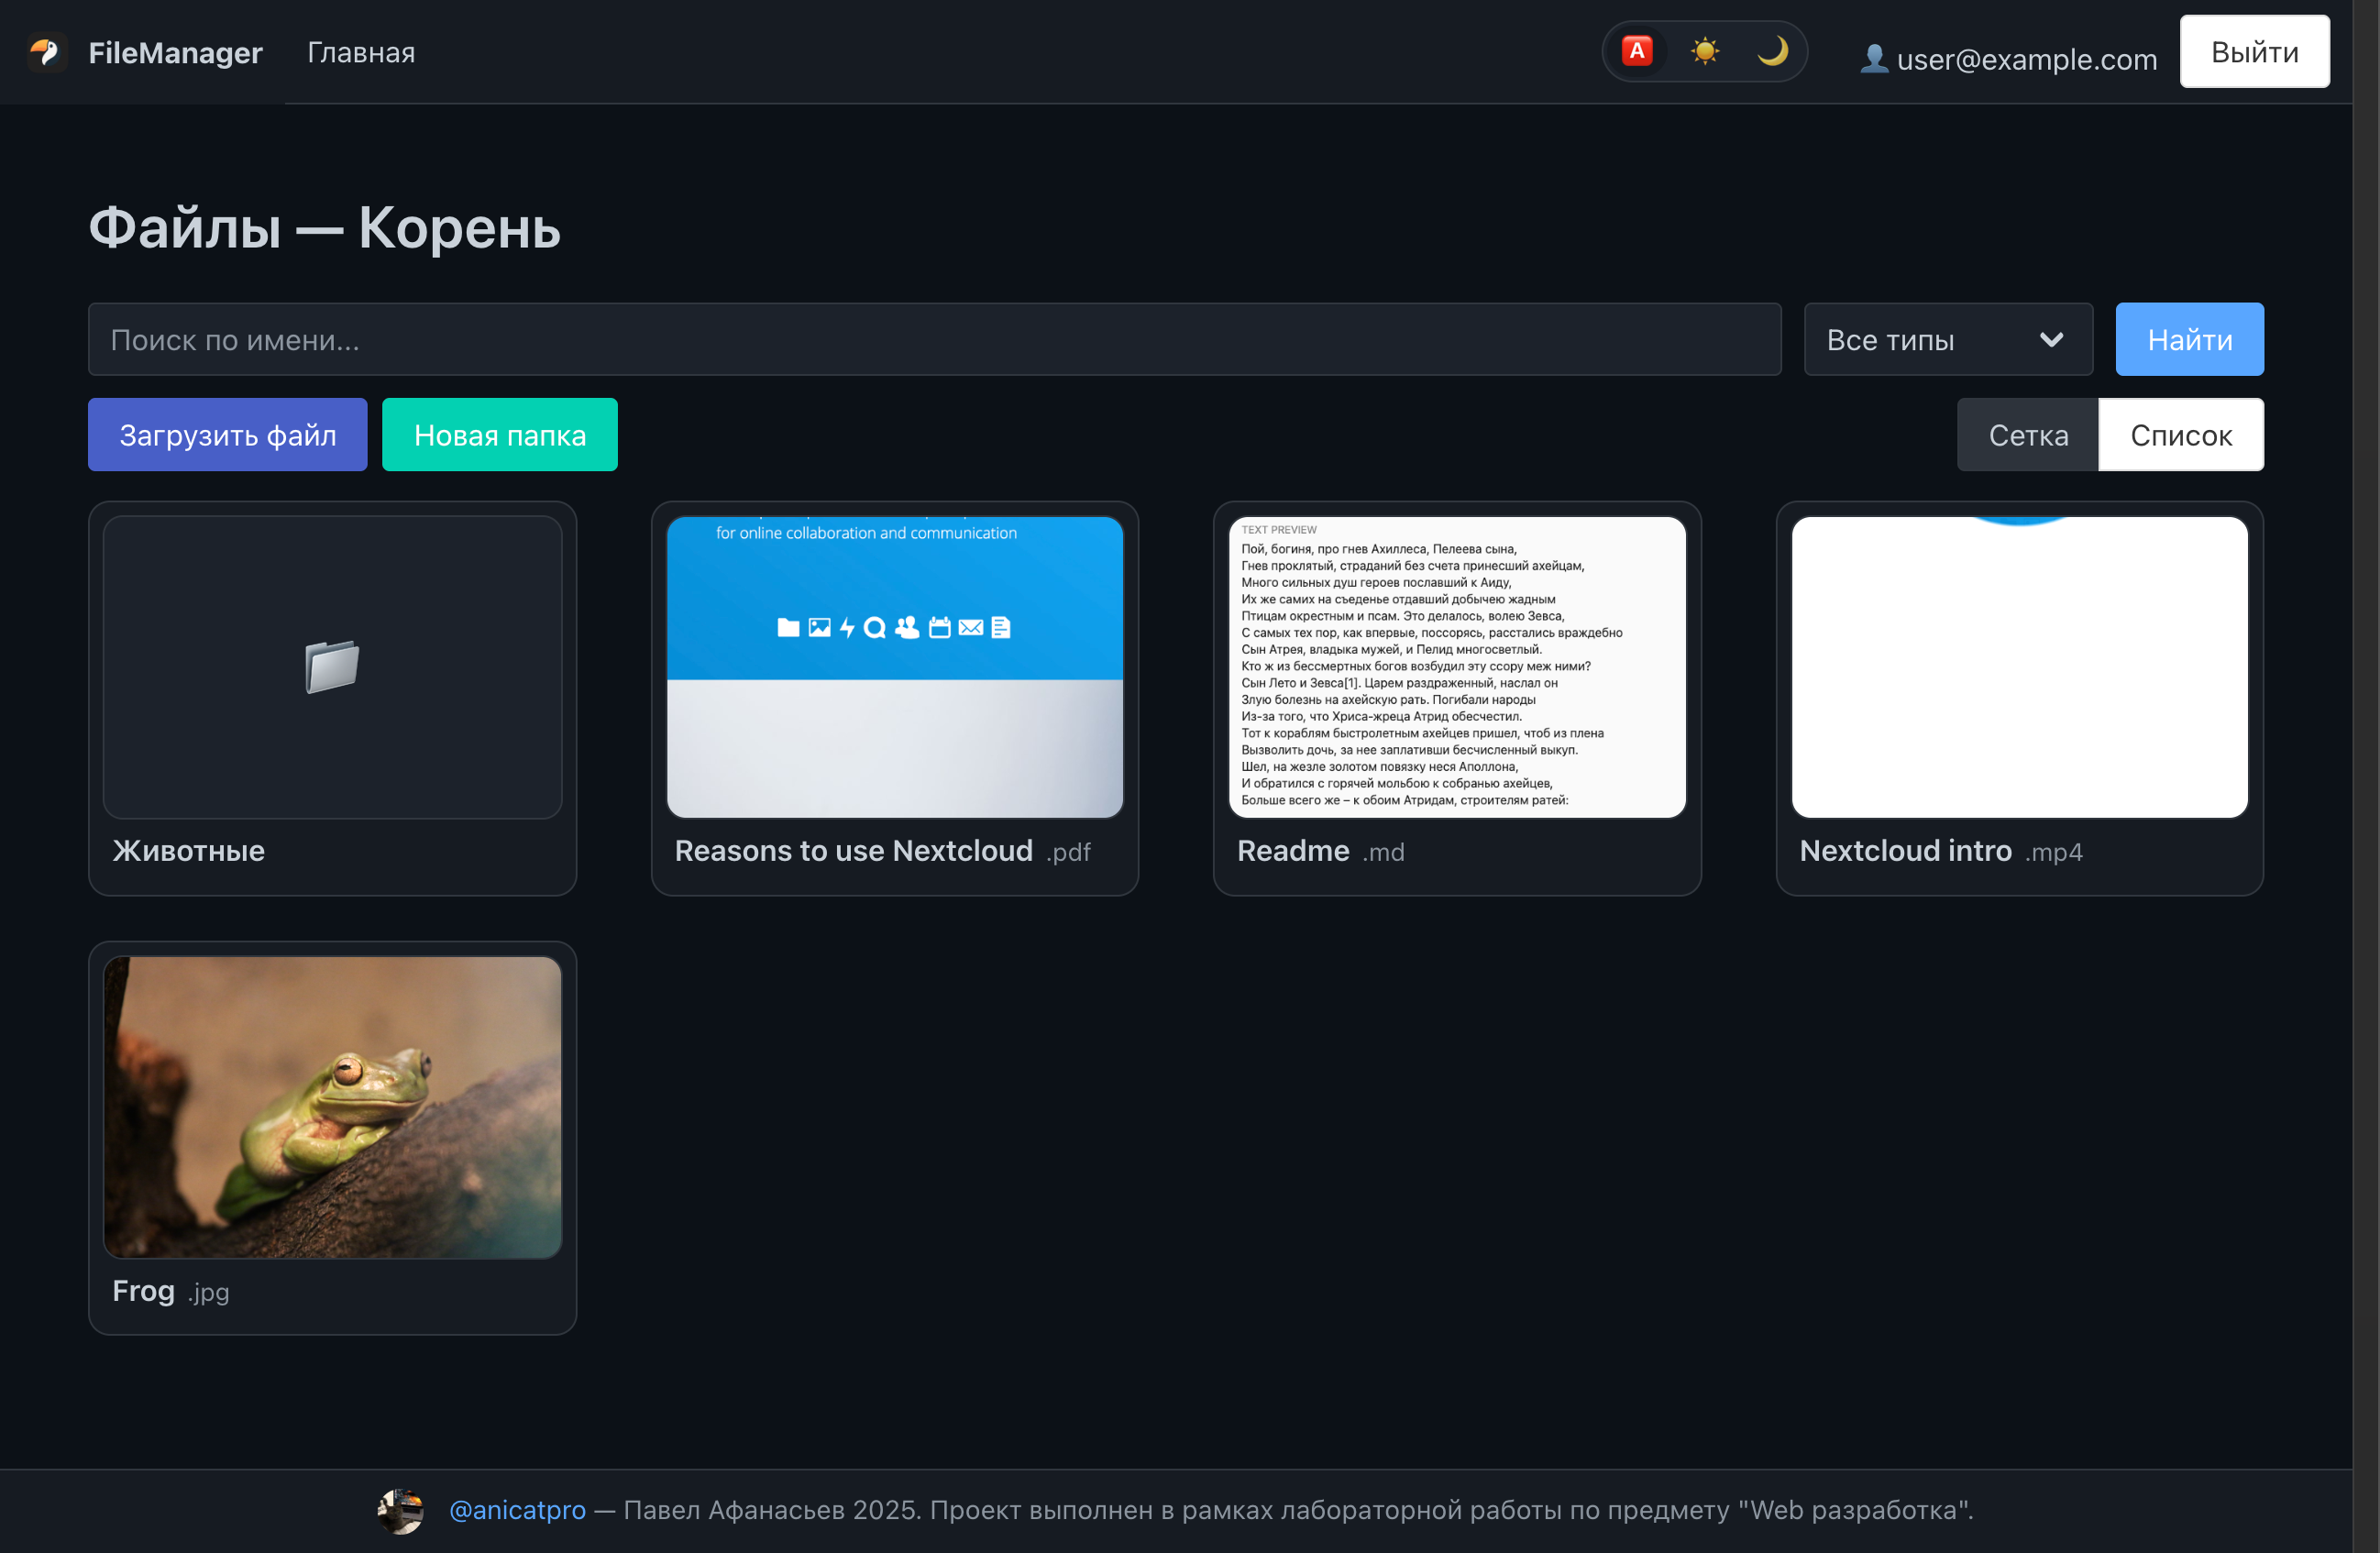 FileManager
Главная
A
user@example.com
Выйти
Файлы — Корень
Поиск по имени...
Все типы
Найти
Загрузить файл
Новая папка
Сетка
Список
for online collaboration and communication
TEXT PREVIEW
Пой, богиня, про гнев Ахиллеса, Пелеева сына,
Гнев проклятый, страданий без счета принесший ахейцам,
Много сильных душ героев пославший к Аиду,
Их же самих на съеденье отдавший добычею жадным
Птицам окрестным и псам. Это делалось, волею Зевса,
С самых тех пор, как впервые, поссорясь, расстались враждебно
Сын Атрея, владыка мужей, и Пелид многосветлый.
Кто ж из бессмертных богов возбудил эту ссору меж ними?
Сын Лето и Зевса[1]. Царем раздраженный, наслал он
Злую болезнь на ахейскую рать. Погибали народы
Из-за того, что Хриса-жреца Атрид обесчестил.
Тот к кораблям быстролетным ахейцев пришел, чтоб из плена
Вызволить дочь, за нее заплативши бесчисленный выкуп.
Шел, на жезле золотом повязку неся Аполлона,
И обратился с горячей мольбою к собранью ахейцев,
Больше всего же – к обоим Атридам, строителям ратей:
Животные
Reasons to use Nextcloud .pdf
Readme .md
Nextcloud intro .mp4
Frog .jpg
@anicatpro — Павел Афанасьев 2025. Проект выполнен в рамках лабораторной работы по предмету "Web разработка".